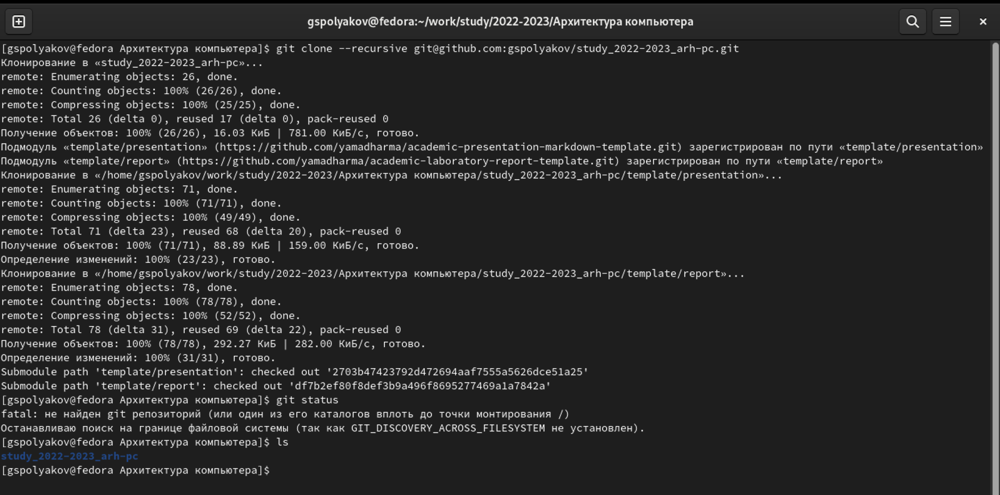 gspolyakov@fedora:~/work/study/2022-2023/Архитектура компьютера
[gspolyakov@fedora Архитектура компьютера]$ git clone --recursive git@github.com:gspolyakov/study_2022-2023_arh-pc.git
Клонирование в «study_2022-2023_arh-pc»...
remote: Enumerating objects: 26, done.
remote: Counting objects: 100% (26/26), done.
remote: Compressing objects: 100% (25/25), done.
remote: Total 26 (delta 0), reused 17 (delta 0), pack-reused 0
Получение объектов: 100% (26/26), 16.03 КиБ | 781.00 КиБ/с, готово.
Подмодуль «template/presentation» (https://github.com/yamadharma/academic-presentation-markdown-template.git) зарегистрирован по пути «template/presentation»
Подмодуль «template/report» (https://github.com/yamadharma/academic-laboratory-report-template.git) зарегистрирован по пути «template/report»
Клонирование в «/home/gspolyakov/work/study/2022-2023/Архитектура компьютера/study_2022-2023_arh-pc/template/presentation»...
remote: Enumerating objects: 71, done.
remote: Counting objects: 100% (71/71), done.
remote: Compressing objects: 100% (49/49), done.
remote: Total 71 (delta 23), reused 68 (delta 20), pack-reused 0
Получение объектов: 100% (71/71), 88.89 КиБ | 159.00 КиБ/с, готово.
Определение изменений: 100% (23/23), готово.
Клонирование в «/home/gspolyakov/work/study/2022-2023/Архитектура компьютера/study_2022-2023_arh-pc/template/report»...
remote: Enumerating objects: 78, done.
remote: Counting objects: 100% (78/78), done.
remote: Compressing objects: 100% (52/52), done.
remote: Total 78 (delta 31), reused 69 (delta 22), pack-reused 0
Получение объектов: 100% (78/78), 292.27 КиБ | 282.00 КиБ/с, готово.
Определение изменений: 100% (31/31), готово.
Submodule path 'template/presentation': checked out '2703b47423792d472694aaf7555a5626dce51a25'
Submodule path 'template/report': checked out 'df7b2ef80f8def3b9a496f8695277469a1a7842a'
[gspolyakov@fedora Архитектура компьютера]$ git status
fatal: не найден git репозиторий (или один из его каталогов вплоть до точки монтирования /)
Останавливаю поиск на границе файловой системы (так как GIT_DISCOVERY_ACROSS_FILESYSTEM не установлен).
[gspolyakov@fedora Архитектура компьютера]$ ls
study_2022-2023_arh-pc
[gspolyakov@fedora Архитектура компьютера]$